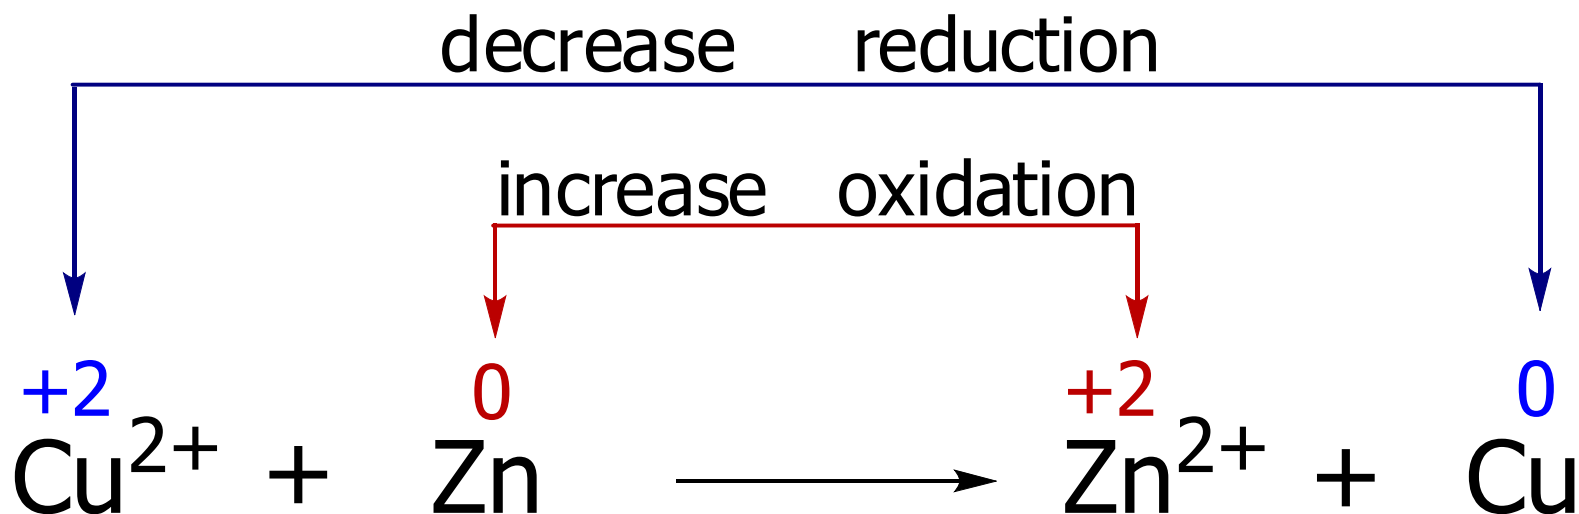 decrease reduction
increase oxidation
+2 0 +2 0
Cu²⁺ + Zn ⟶ Zn²⁺ + Cu